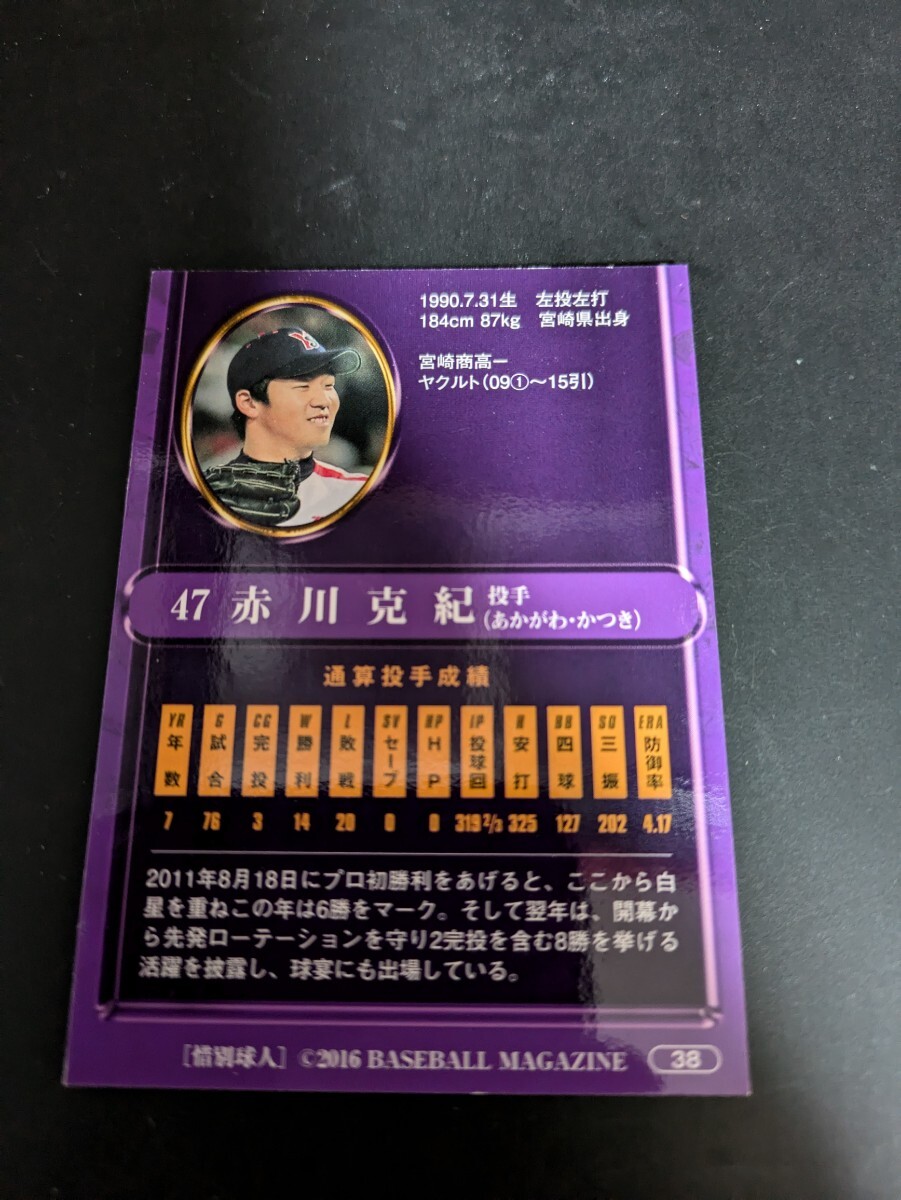 1990.7.31生 左投左打
184cm 87kg 宮崎県出身
宮崎商高ー
ヤクルト(09①～15引)
47 赤川克紀 投手
(あかがわ・かつき)
通算投手成績
YR G CG W L SV HP IP H BB SO ERA
年数 試合 完投 勝利 敗戦 セーブ HP 投球回 安打 四球 三振 防御率
7 76 3 14 20 0 0 319 2/3 325 127 202 4.17
2011年8月18日にプロ初勝利をあげると、ここから白
星を重ねこの年は6勝をマーク。そして翌年は、開幕か
ら先発ローテーションを守り2完投を含む8勝を挙げる
活躍を披露し、球宴にも出場している。
[惜別球人] ©2016 BASEBALL MAGAZINE 38